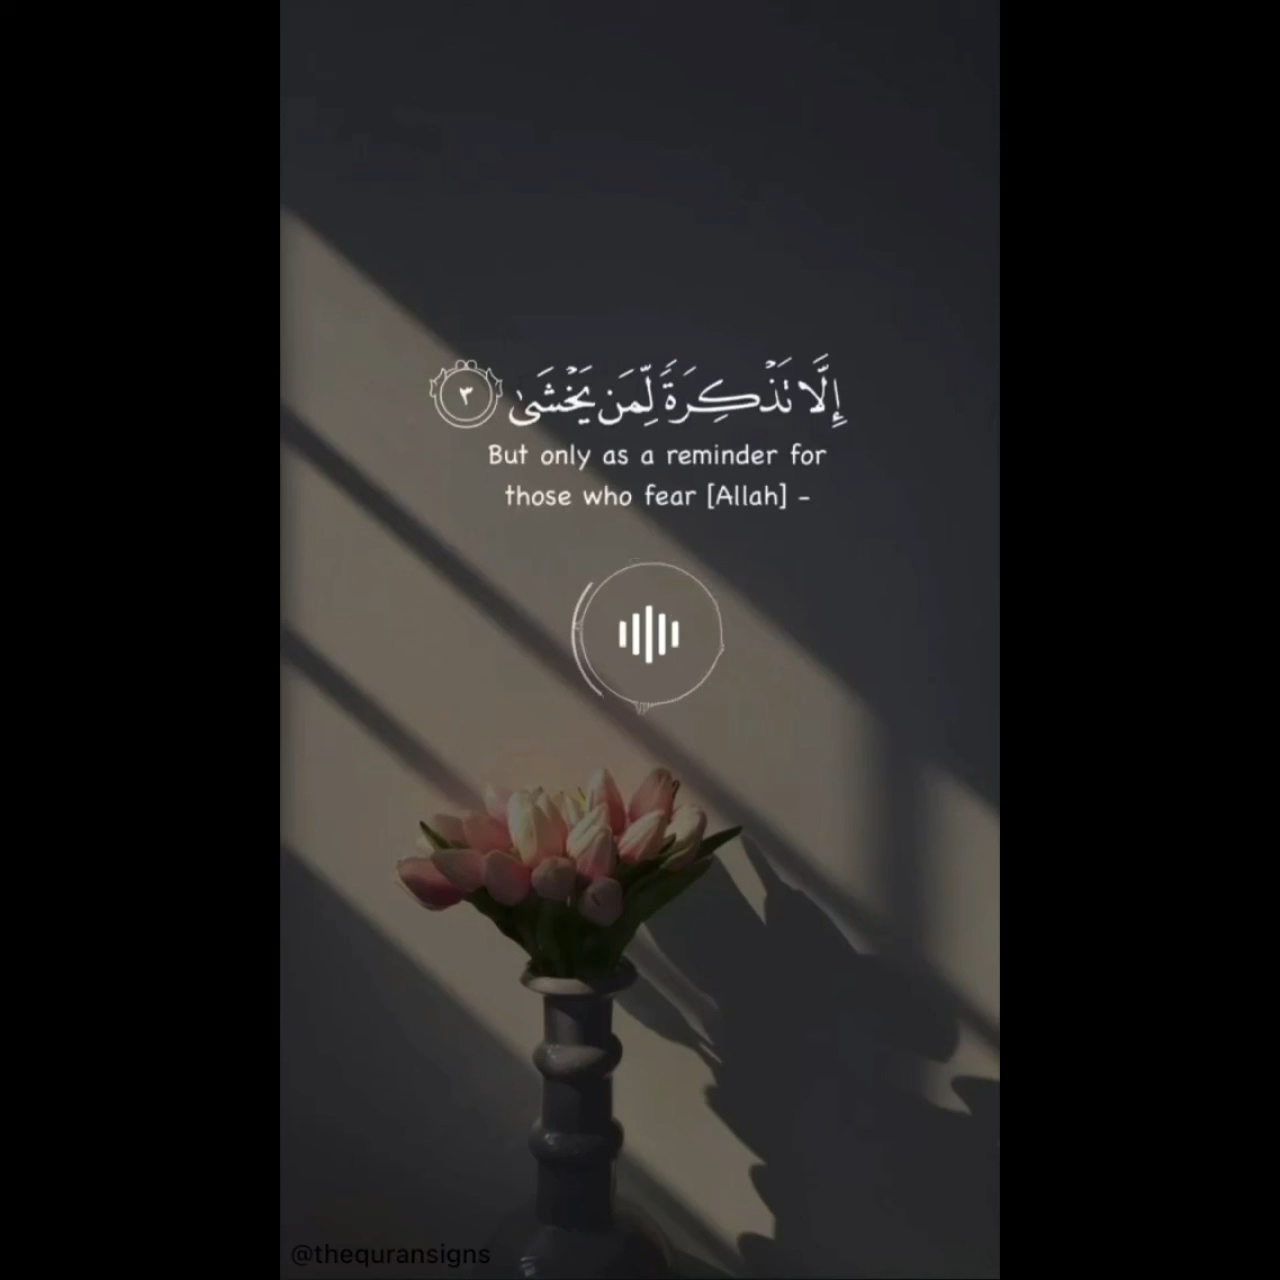 إِلَّا تَذْكِرَةً لِّمَن يَخْشَىٰ ٣
But only as a reminder for
those who fear [Allah] -
@thequransigns